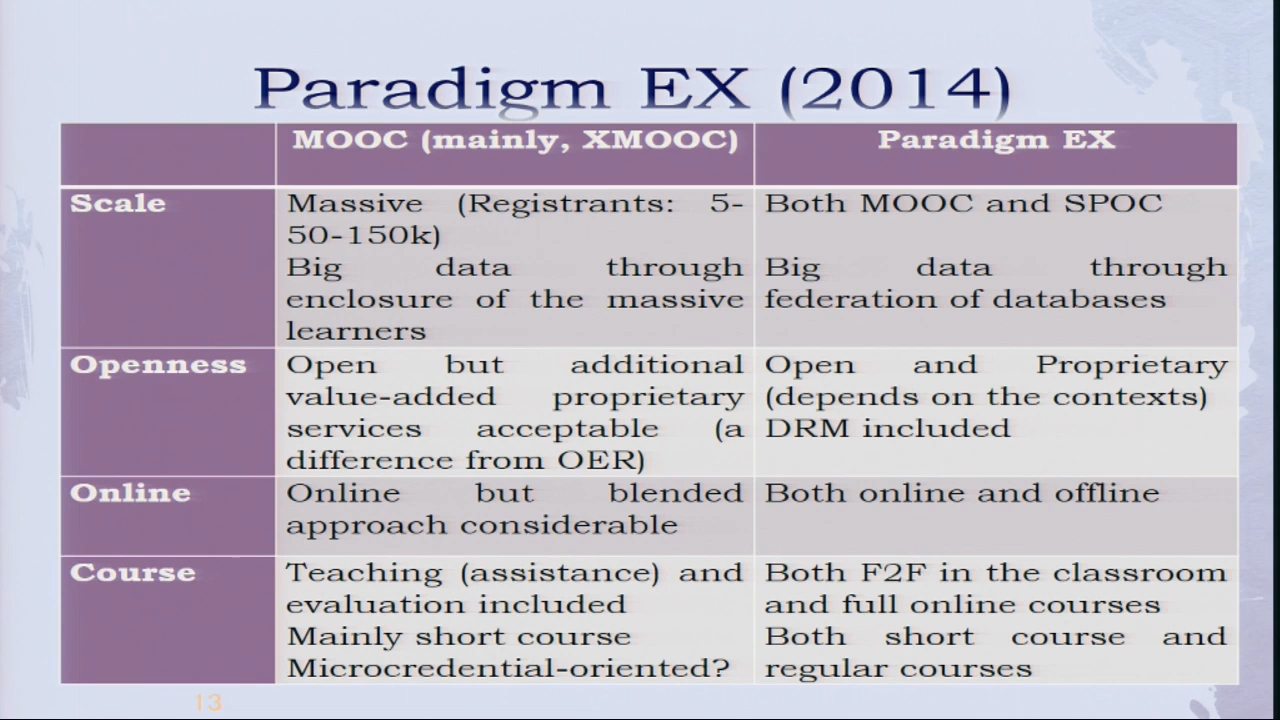 Paradigm EX (2014)
MOOC (mainly, XMOOC)
Paradigm EX
Scale
Massive (Registrants: 5-
50-150k)
Big data through
enclosure of the massive
learners
Both MOOC and SPOC
Big data through
federation of databases
Openness
Open but additional
value-added proprietary
services acceptable (a
difference from OER)
Open and Proprietary
(depends on the contexts)
DRM included
Online
Online but blended
approach considerable
Both online and offline
Course
Teaching (assistance) and
evaluation included
Mainly short course
Microcredential-oriented?
Both F2F in the classroom
and full online courses
Both short course and
regular courses
13